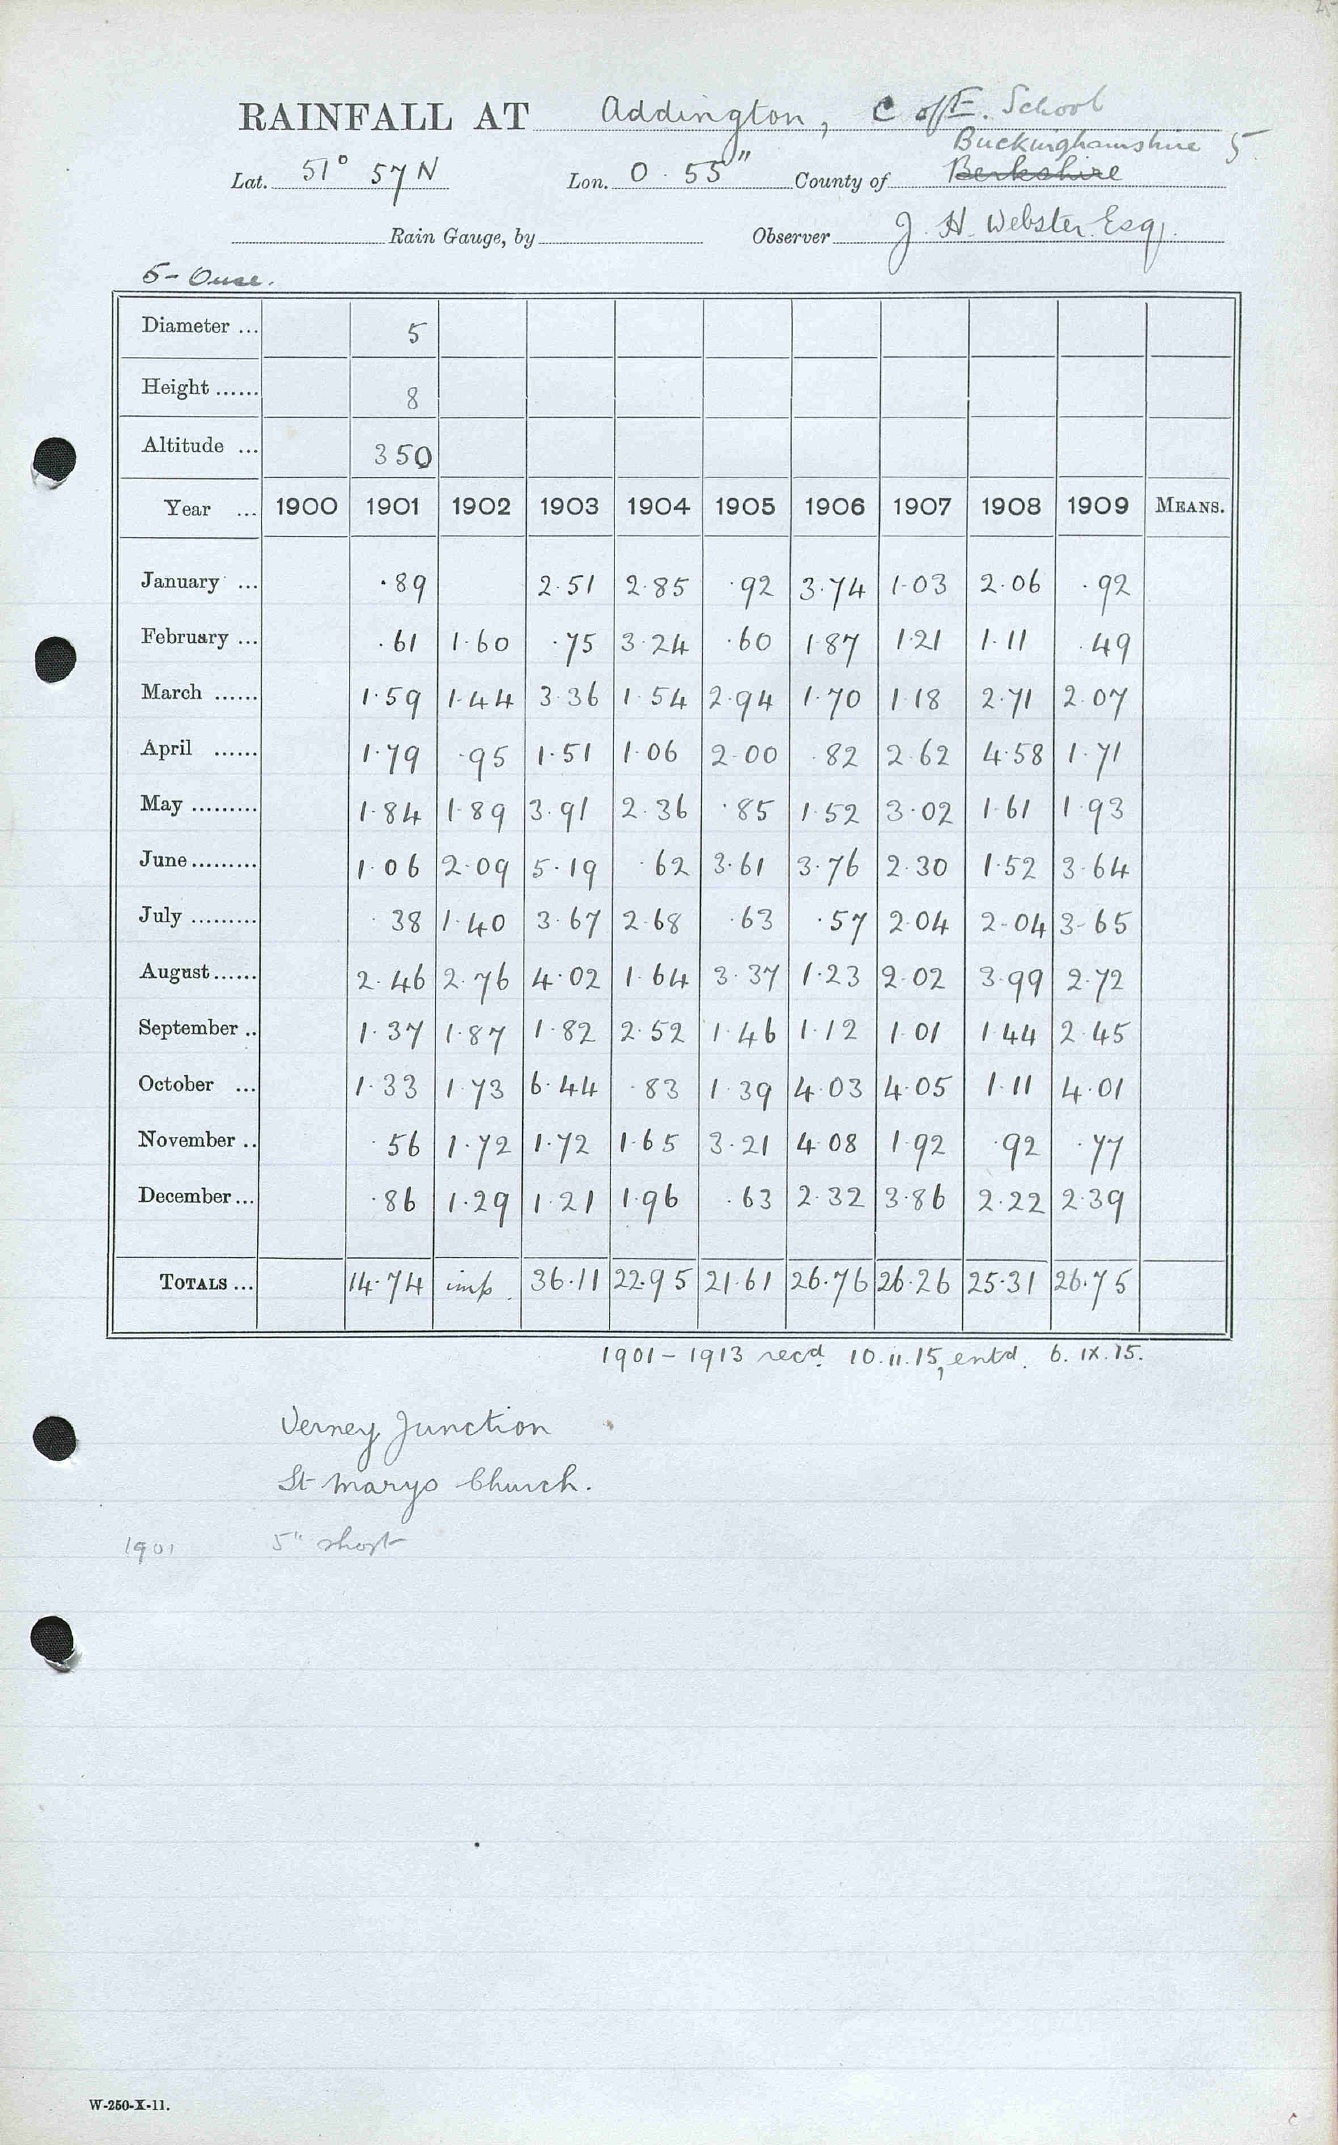 RAINFALL AT Addington, C of E. School
Buckinghamshire 5
Lat. 51° 57 N Lon. 0 . 55" County of Berkshire
Rain Gauge, by Observer J. H. Webster Esq.
5- Ouse.
Diameter ... 5
Height ...... 8
Altitude ... 350
Year ... 1900 1901 1902 1903 1904 1905 1906 1907 1908 1909 MEANS.
January ... ·89 2·51 2·85 ·92 3·74 1·03 2·06 ·92
February ... ·61 1·60 ·75 3·24 ·60 1·87 1·21 1·11 ·49
March ...... 1·59 1·44 3·36 1·54 2·94 1·70 1·18 2·71 2·07
April ...... 1·79 ·95 1·51 1·06 2·00 ·82 2·62 4·58 1·71
May ......... 1·84 1·89 3·91 2·36 ·85 1·52 3·02 1·61 1·93
June ......... 1·06 2·09 5·19 ·62 3·61 3·76 2·30 1·52 3·64
July ......... ·38 1·40 3·67 2·68 ·63 ·57 2·04 2·04 3·65
August ...... 2·46 2·76 4·02 1·64 3·37 1·23 2·02 3·99 2·72
September .. 1·37 1·87 1·82 2·52 1·46 1·12 1·01 1·44 2·45
October ... 1·33 1·73 6·44 ·83 1·39 4·03 4·05 1·11 4·01
November .. ·56 1·72 1·72 1·65 3·21 4·08 1·92 ·92 ·77
December ... ·86 1·29 1·21 1·96 ·63 2·32 3·86 2·22 2·39
TOTALS ... 14·74 imp. 36·11 22·95 21·61 26·76 26·26 25·31 26·75
1901-1913 recd. 10.11.15, entd. 6.IX.15.
Verney Junction
St Marys Church.
1901 5" short
W-250-X-11.